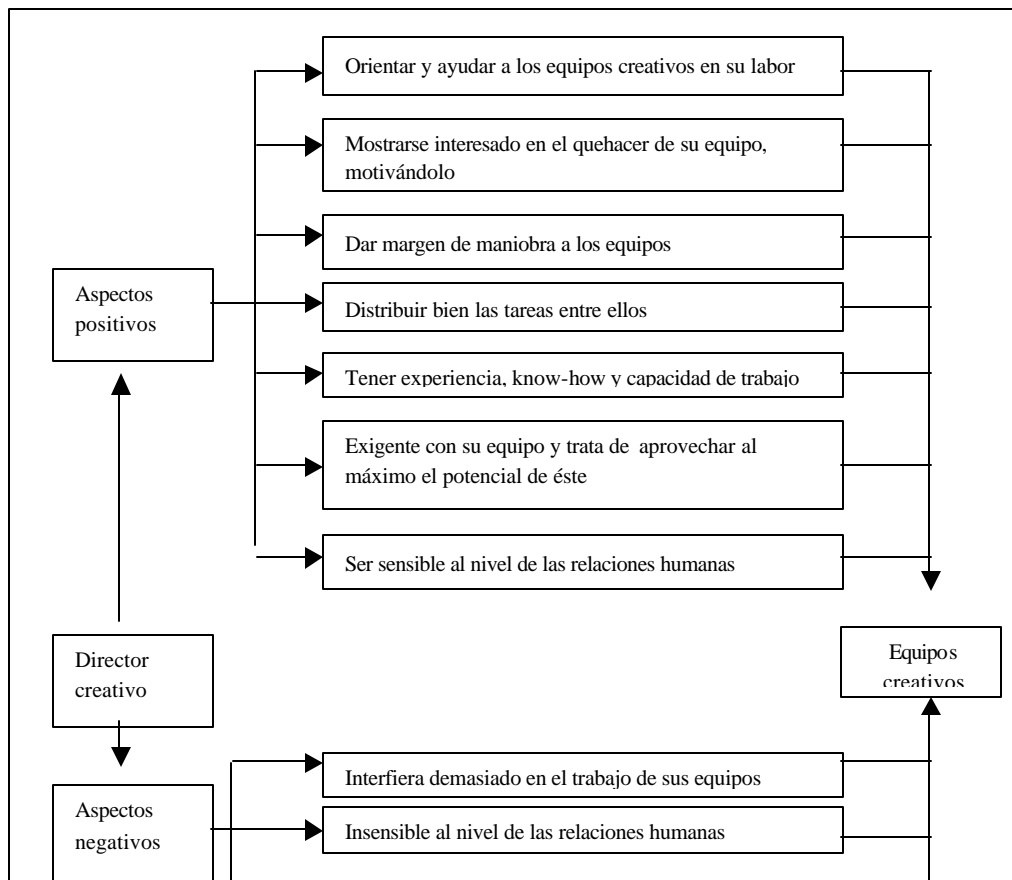 Orientar y ayudar a los equipos creativos en su labor
Mostrarse interesado en el quehacer de su equipo,
motivándolo
Dar margen de maniobra a los equipos
Aspectos
positivos
Distribuir bien las tareas entre ellos
Tener experiencia, know-how y capacidad de trabajo
Exigente con su equipo y trata de aprovechar al
máximo el potencial de éste
Ser sensible al nivel de las relaciones humanas
Director
creativo
Equipos
creativos
Interfiera demasiado en el trabajo de sus equipos
Aspectos
negativos
Insensible al nivel de las relaciones humanas